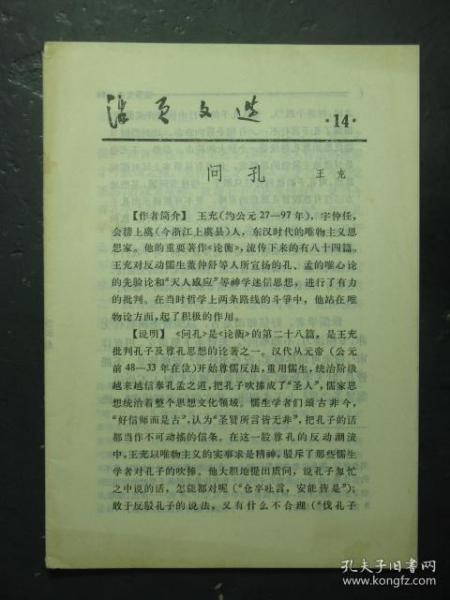 活页文选
·14·
问孔
王充
【作者简介】 王充(约公元27—97年),字仲任,
会稽上虞(今浙江上虞县)人,东汉时代的唯物主义思
想家。他的重要著作《论衡》,流传下来的有八十四篇。
王充对反动儒生董仲舒等人所宣扬的孔、孟的唯心论
的先验论和“天人感应”等神学迷信思想,进行了有力
的批判。在当时哲学上两条路线的斗争中,他站在唯
物论方面,起了积极的作用。
【说明】 《问孔》是《论衡》的第二十八篇,是王充
批判孔子及尊孔思想的论著之一。汉代从元帝(公元
前48—33年在位)开始尊儒反法,重用儒生,统治阶级
越来越信奉孔孟之道,把孔子吹捧成了“圣人”,儒家思
想统治着整个思想文化领域。儒生学者们颂古非今,
“好信师而是古”,认为“圣贤所言皆无非”,把孔子的话
都当作不可动摇的信条。在这一股尊孔的反动潮流
中,王充以唯物主义的实事求是精神,驳斥了那些儒生
学者对孔子的吹捧。他大胆地提出质问,说孔子匆忙
之中说的话,怎能都对呢(“仓卒吐言,安能皆是”);
敢于反驳孔子的说法,又有什么不合理(“伐孔子
孔夫子旧书网
www.kongfz.com